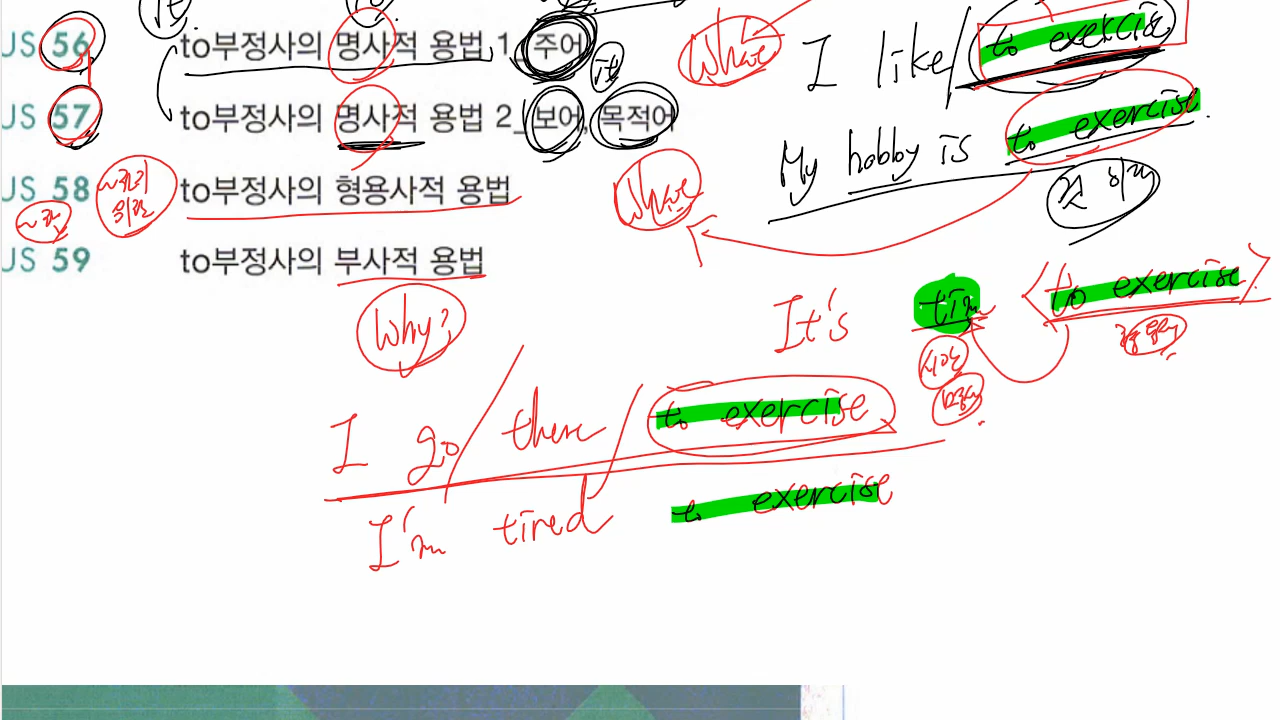 US 56 to부정사의 명사적 용법 1_주어
it
US 57 to부정사의 명사적 용법 2_보어, 목적어
US 58 to부정사의 형용사적 용법
US 59 to부정사의 부사적 용법
Why?
What
I like / to exercise
My hobby is to exercise.
What
It's time <to exercise>
I go / there / to exercise
I'm tired to exercise